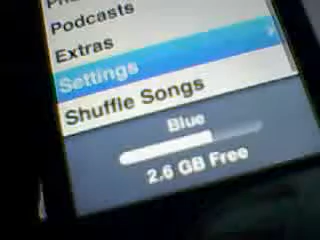 Podcasts
Extras
Settings
Shuffle Songs
Blue
2.6 GB Free